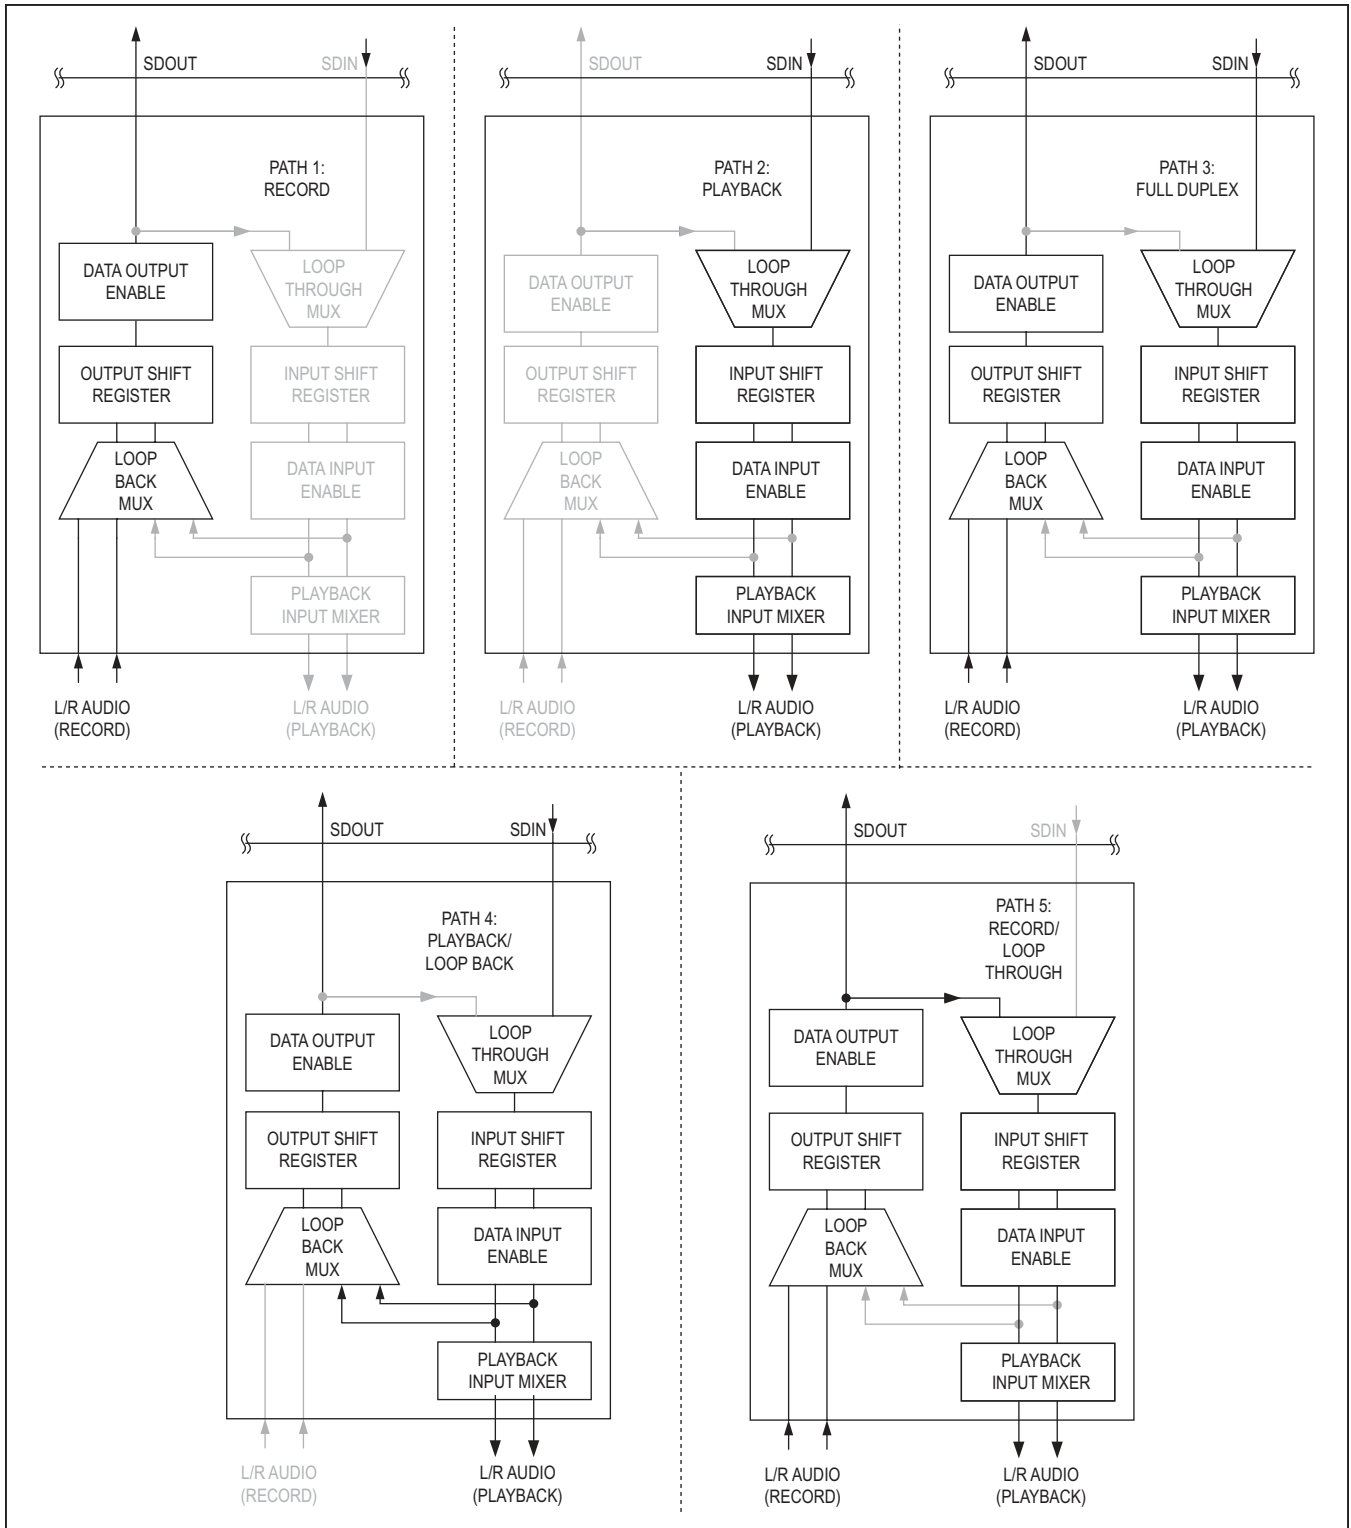 SDOUT
SDIN
PATH 1:
RECORD
DATA OUTPUT
ENABLE
LOOP
THROUGH
MUX
OUTPUT SHIFT
REGISTER
INPUT SHIFT
REGISTER
LOOP
BACK
MUX
DATA INPUT
ENABLE
PLAYBACK
INPUT MIXER
L/R AUDIO
(RECORD)
L/R AUDIO
(PLAYBACK)
SDOUT
SDIN
PATH 2:
PLAYBACK
DATA OUTPUT
ENABLE
LOOP
THROUGH
MUX
OUTPUT SHIFT
REGISTER
INPUT SHIFT
REGISTER
LOOP
BACK
MUX
DATA INPUT
ENABLE
PLAYBACK
INPUT MIXER
L/R AUDIO
(RECORD)
L/R AUDIO
(PLAYBACK)
SDOUT
SDIN
PATH 3:
FULL DUPLEX
DATA OUTPUT
ENABLE
LOOP
THROUGH
MUX
OUTPUT SHIFT
REGISTER
INPUT SHIFT
REGISTER
LOOP
BACK
MUX
DATA INPUT
ENABLE
PLAYBACK
INPUT MIXER
L/R AUDIO
(RECORD)
L/R AUDIO
(PLAYBACK)
SDOUT
SDIN
PATH 4:
PLAYBACK/
LOOP BACK
DATA OUTPUT
ENABLE
LOOP
THROUGH
MUX
OUTPUT SHIFT
REGISTER
INPUT SHIFT
REGISTER
LOOP
BACK
MUX
DATA INPUT
ENABLE
PLAYBACK
INPUT MIXER
L/R AUDIO
(RECORD)
L/R AUDIO
(PLAYBACK)
SDOUT
SDIN
PATH 5:
RECORD/
LOOP
THROUGH
DATA OUTPUT
ENABLE
LOOP
THROUGH
MUX
OUTPUT SHIFT
REGISTER
INPUT SHIFT
REGISTER
LOOP
BACK
MUX
DATA INPUT
ENABLE
PLAYBACK
INPUT MIXER
L/R AUDIO
(RECORD)
L/R AUDIO
(PLAYBACK)